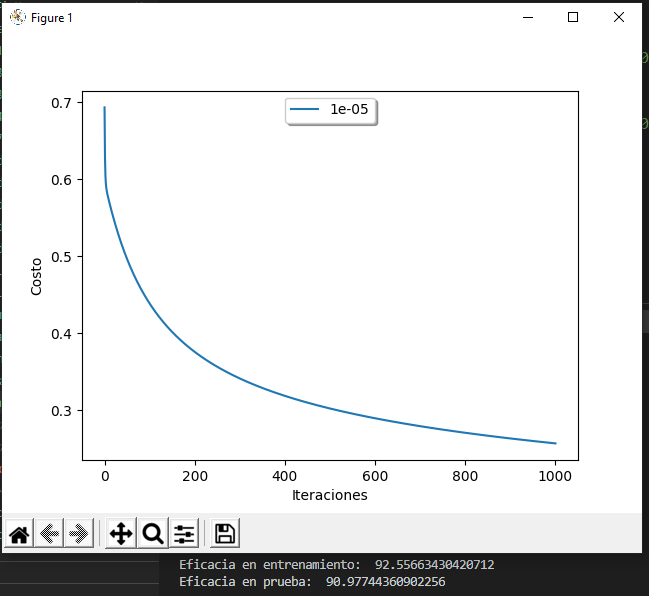 Figure 1
1e-05
0.7
0.6
0.5
0.4
0.3
Costo
0 200 400 600 800 1000
Iteraciones
Eficacia en entrenamiento: 92.55663430420712
Eficacia en prueba: 90.97744360902256